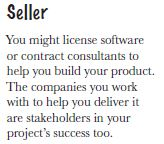 Seller
You might license software
or contract consultants to
help you build your product.
The companies you work
with to help you deliver it
are stakeholders in your
project's success too.